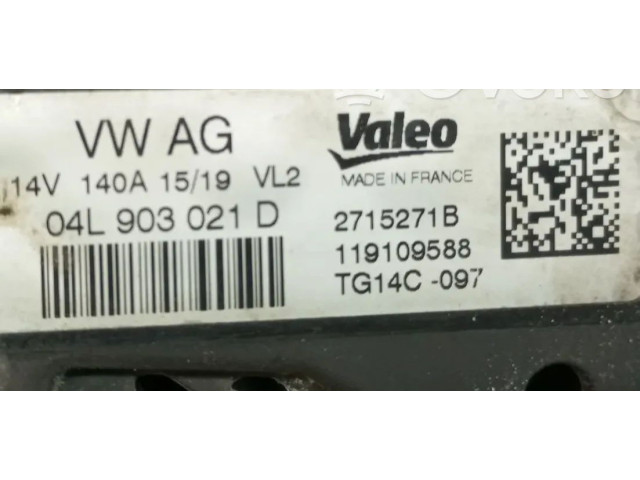 VW AG
14V 140A 15/19 VL2
04L 903 021 D
Valeo
MADE IN FRANCE
2715271B
119109588
TG14C -097